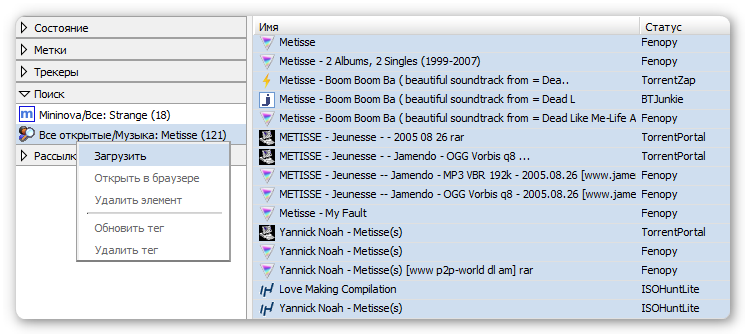 Состояние
Метки
Трекеры
Поиск
Mininova/Все: Strange (18)
Все открытые/Музыка: Metisse (121)
Рассылк
Загрузить
Открыть в браузере
Удалить элемент
Обновить тег
Удалить тег
Имя Статус
Metisse Fenopy
Metisse - 2 Albums, 2 Singles (1999-2007) Fenopy
Metisse - Boom Boom Ba ( beautiful soundtrack from = Dea.. TorrentZap
Metisse - Boom Boom Ba ( beautiful soundtrack from = Dead L BTJunkie
Metisse - Boom Boom Ba ( beautiful soundtrack from = Dead Like Me-Life A Fenopy
METISSE - Jeunesse - - 2005 08 26 rar TorrentPortal
METISSE - Jeunesse -- Jamendo - OGG Vorbis q8 ... TorrentPortal
METISSE - Jeunesse -- Jamendo - MP3 VBR 192k - 2005.08.26 [www.jame Fenopy
METISSE - Jeunesse -- Jamendo - OGG Vorbis q8 - 2005.08.26 [www.jame Fenopy
Metisse - My Fault Fenopy
Yannick Noah - Metisse(s) TorrentPortal
Yannick Noah - Metisse(s) Fenopy
Yannick Noah - Metisse(s) [www p2p-world dl am] rar Fenopy
Love Making Compilation ISOHuntLite
Yannick Noah - Metisse(s) ISOHuntLite